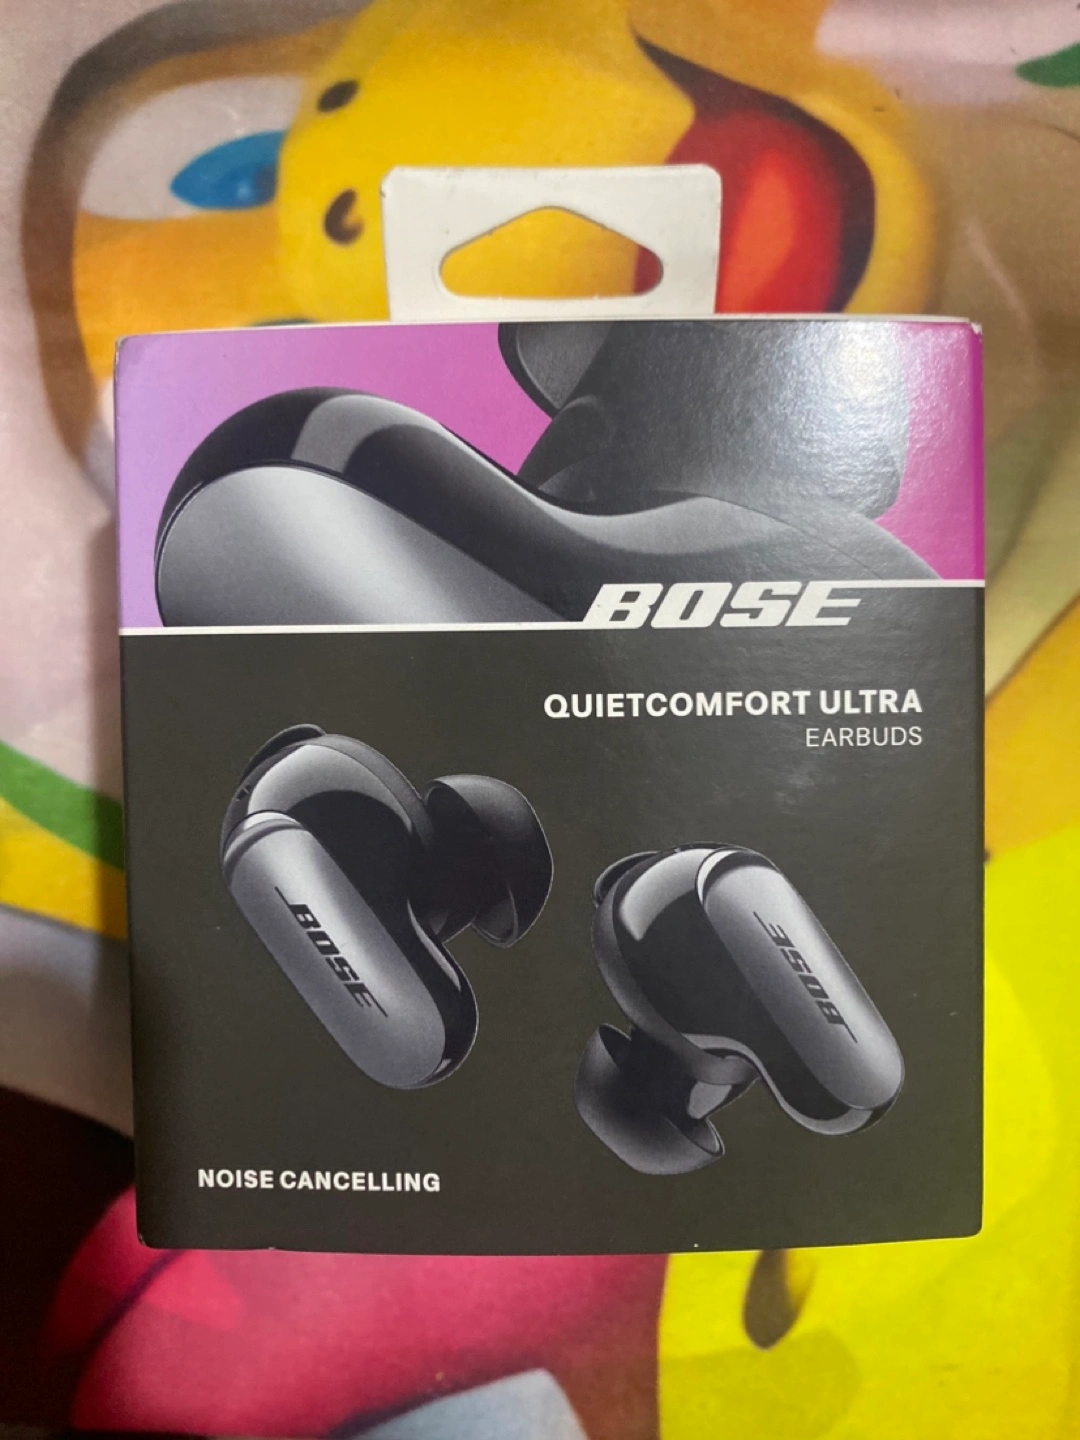 BOSE
QUIETCOMFORT ULTRA
EARBUDS
BOSE
BOSE
NOISE CANCELLING